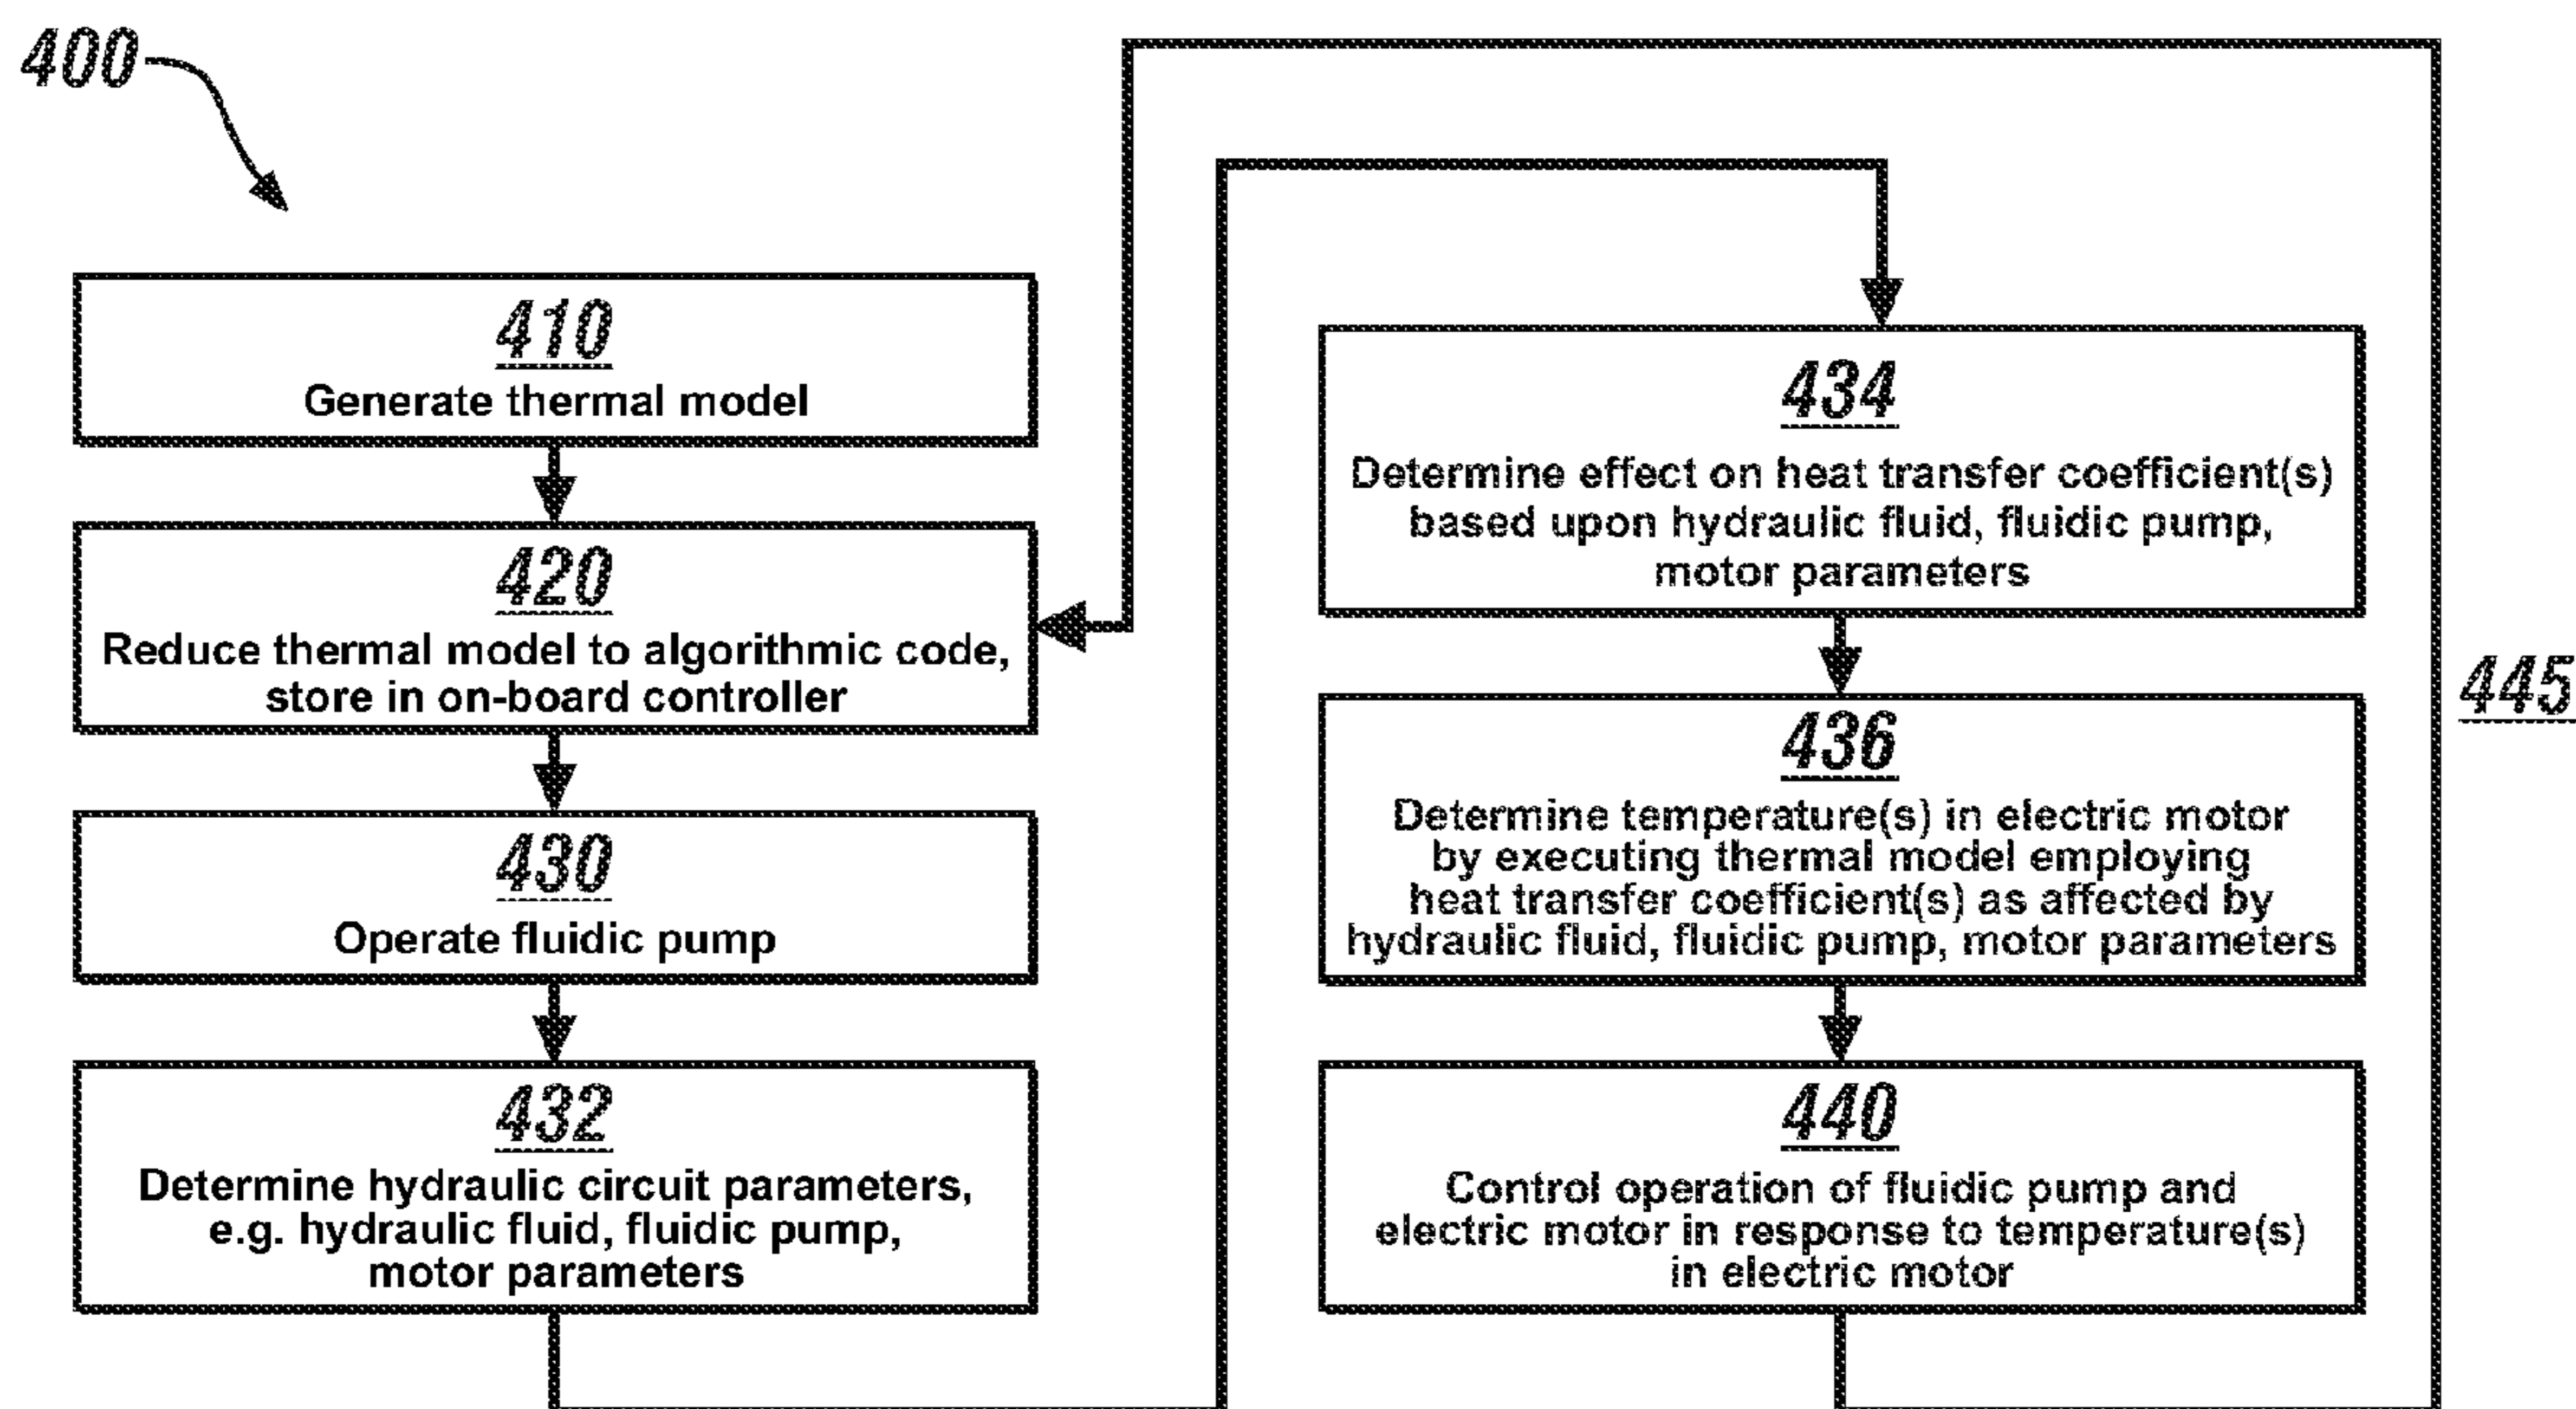 400
410
Generate thermal model
420
Reduce thermal model to algorithmic code,
store in on-board controller
430
Operate fluidic pump
432
Determine hydraulic circuit parameters,
e.g. hydraulic fluid, fluidic pump,
motor parameters
434
Determine effect on heat transfer coefficient(s)
based upon hydraulic fluid, fluidic pump,
motor parameters
436
Determine temperature(s) in electric motor
by executing thermal model employing
heat transfer coefficient(s) as affected by
hydraulic fluid, fluidic pump, motor parameters
440
Control operation of fluidic pump and
electric motor in response to temperature(s)
in electric motor
445